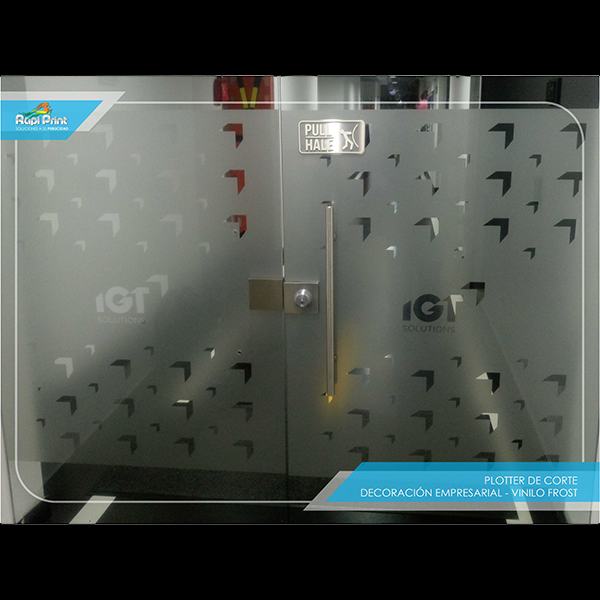 Rapi Print
SOLUCIONES A SU PUBLICIDAD
PULL
HALE
IGT
SOLUTIONS
IGT
SOLUTIONS
PLOTTER DE CORTE
DECORACIÓN EMPRESARIAL - VINILO FROST